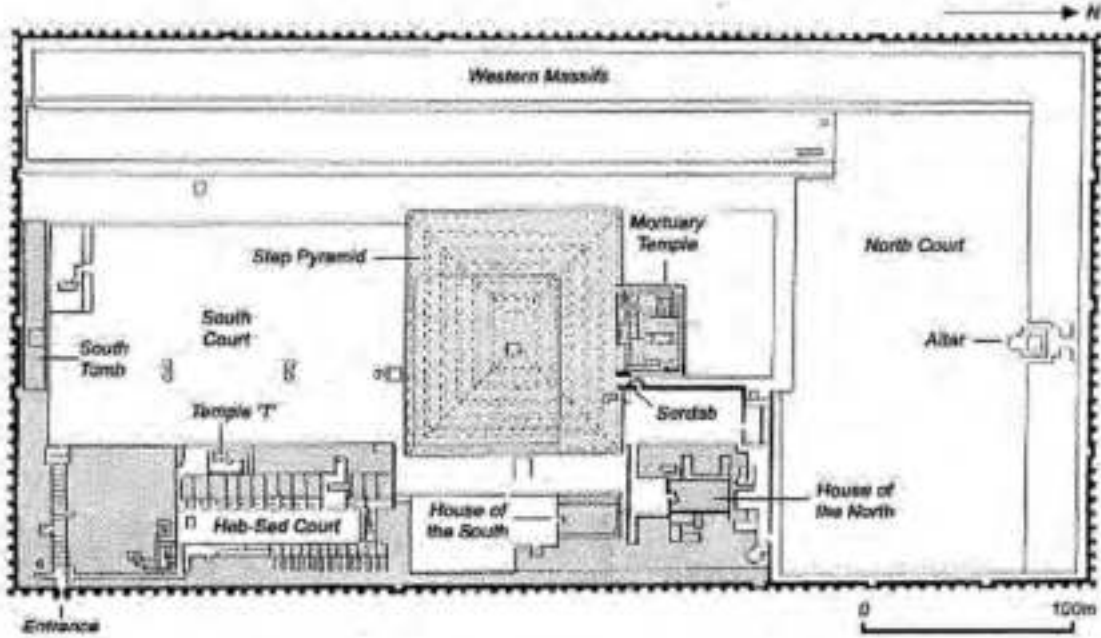 N
Western Massifs
Mortuary
Temple
Step Pyramid
North Court
South
Court
South
Tomb
Altar
Temple 'T'
Serdab
House of
the North
House of
the South
Heb-Sed Court
Entrance
0 100m